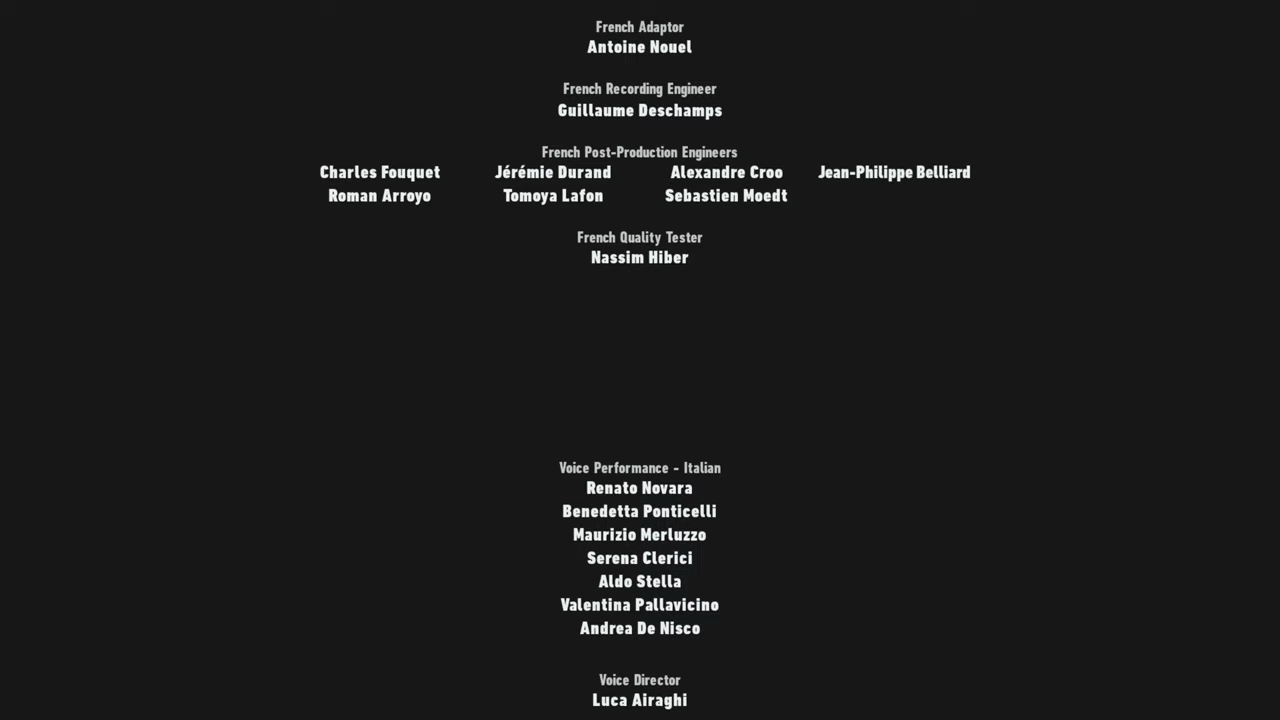 French Adaptor
Antoine Nouel
French Recording Engineer
Guillaume Deschamps
French Post-Production Engineers
Charles Fouquet Jérémie Durand Alexandre Croo Jean-Philippe Belliard
Roman Arroyo Tomoya Lafon Sebastien Moedt
French Quality Tester
Nassim Hiber
Voice Performance - Italian
Renato Novara
Benedetta Ponticelli
Maurizio Merluzzo
Serena Clerici
Aldo Stella
Valentina Pallavicino
Andrea De Nisco
Voice Director
Luca Airaghi